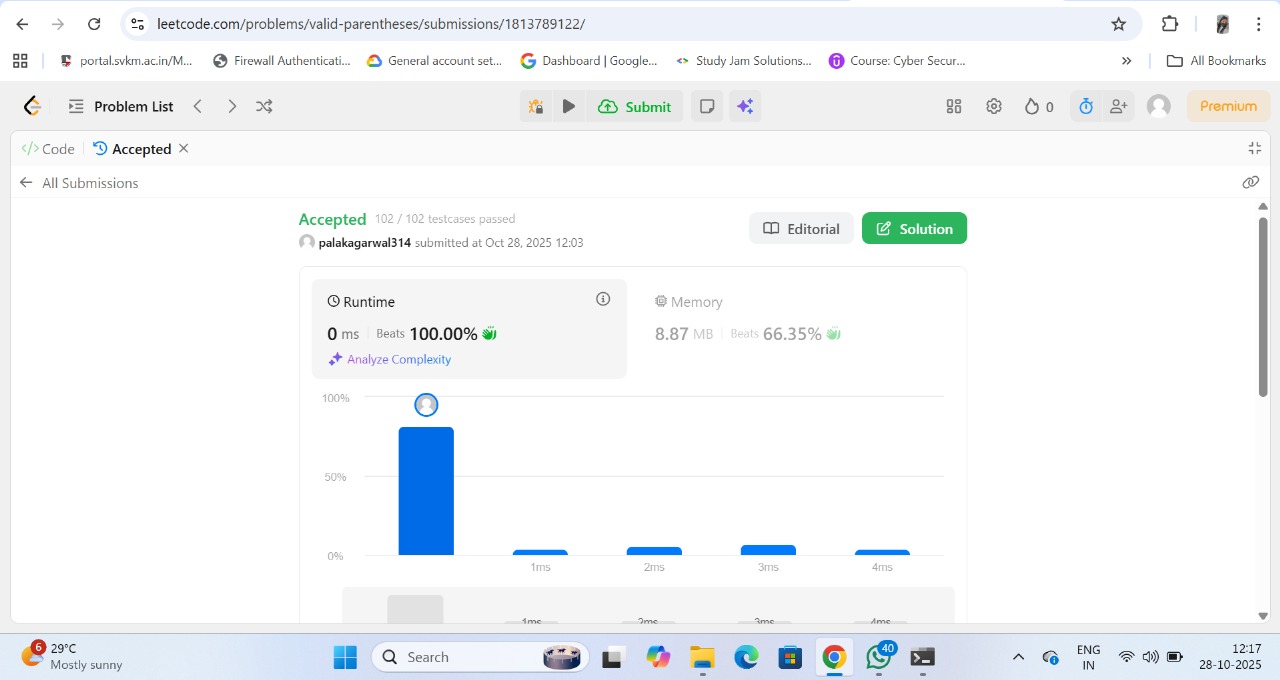 leetcode.com/problems/valid-parentheses/submissions/1813789122/
portal.svkm.ac.in/M... Firewall Authenticati... General account set... Dashboard | Google... Study Jam Solutions... Course: Cyber Secur... » All Bookmarks
Problem List Submit 0 Premium
</> Code Accepted
All Submissions
Accepted 102 / 102 testcases passed
Editorial Solution
palakagarwal314 submitted at Oct 28, 2025 12:03
Runtime Memory
0 ms Beats 100.00% 8.87 MB Beats 66.35%
Analyze Complexity
100%
50%
0%
1ms 2ms 3ms 4ms
1ms 2ms 3ms 4ms
6 29°C
Mostly sunny
Search
40
ENG
IN
12:17
28-10-2025